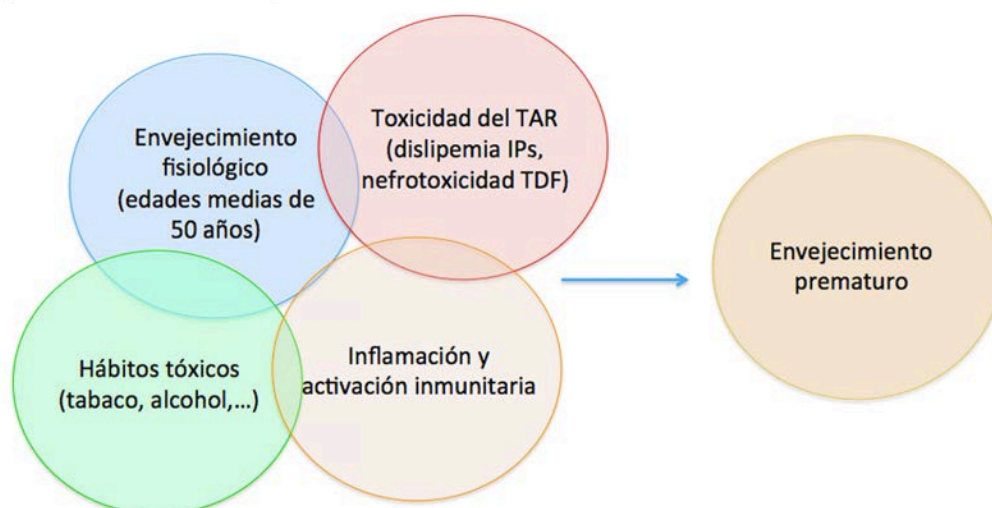 Envejecimiento
fisiológico
(edades medias de
50 años)
Toxicidad del TAR
(dislipemia IPs,
nefrotoxicidad TDF)
Hábitos tóxicos
(tabaco, alcohol,...)
Inflamación y
activación inmunitaria
Envejecimiento
prematuro